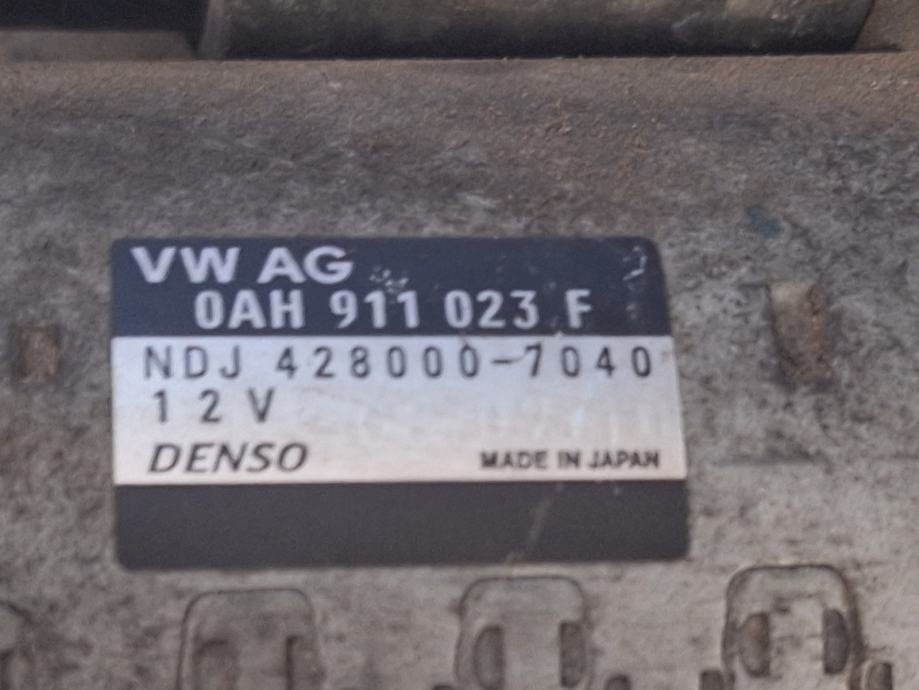 VW AG
0AH 911 023 F
NDJ 428000-7040
12V
DENSO MADE IN JAPAN